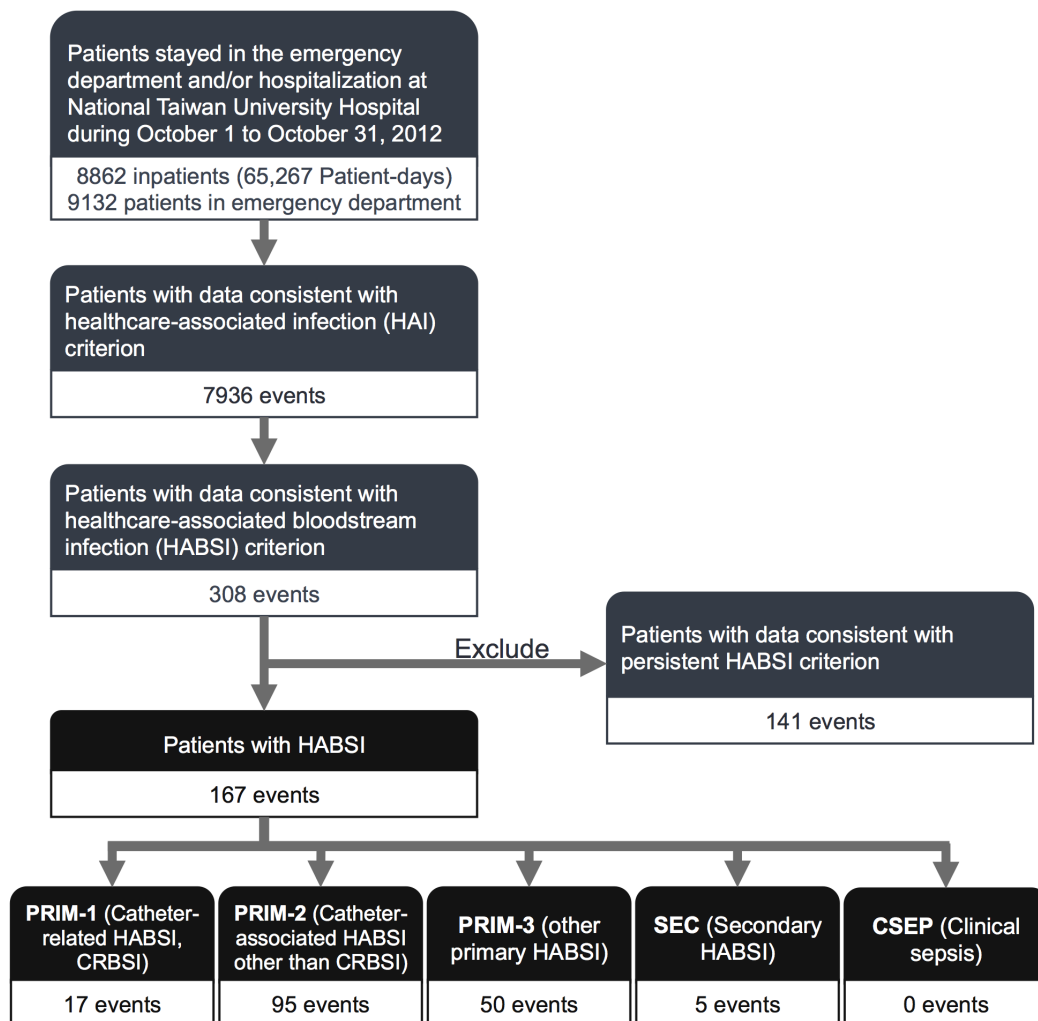 Patients stayed in the emergency
department and/or hospitalization at
National Taiwan University Hospital
during October 1 to October 31, 2012
8862 inpatients (65,267 Patient-days)
9132 patients in emergency department
Patients with data consistent with
healthcare-associated infection (HAI)
criterion
7936 events
Patients with data consistent with
healthcare-associated bloodstream
infection (HABSI) criterion
308 events
Exclude
Patients with data consistent with
persistent HABSI criterion
141 events
Patients with HABSI
167 events
PRIM-1 (Catheter-
related HABSI,
CRBSI)
17 events
PRIM-2 (Catheter-
associated HABSI
other than CRBSI)
95 events
PRIM-3 (other
primary HABSI)
50 events
SEC (Secondary
HABSI)
5 events
CSEP (Clinical
sepsis)
0 events